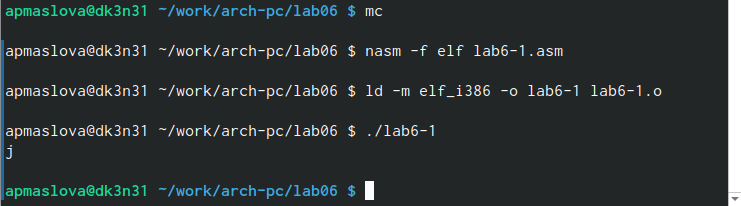 apmaslova@dk3n31 ~/work/arch-pc/lab06 $ mc
apmaslova@dk3n31 ~/work/arch-pc/lab06 $ nasm -f elf lab6-1.asm
apmaslova@dk3n31 ~/work/arch-pc/lab06 $ ld -m elf_i386 -o lab6-1 lab6-1.o
apmaslova@dk3n31 ~/work/arch-pc/lab06 $ ./lab6-1
j
apmaslova@dk3n31 ~/work/arch-pc/lab06 $